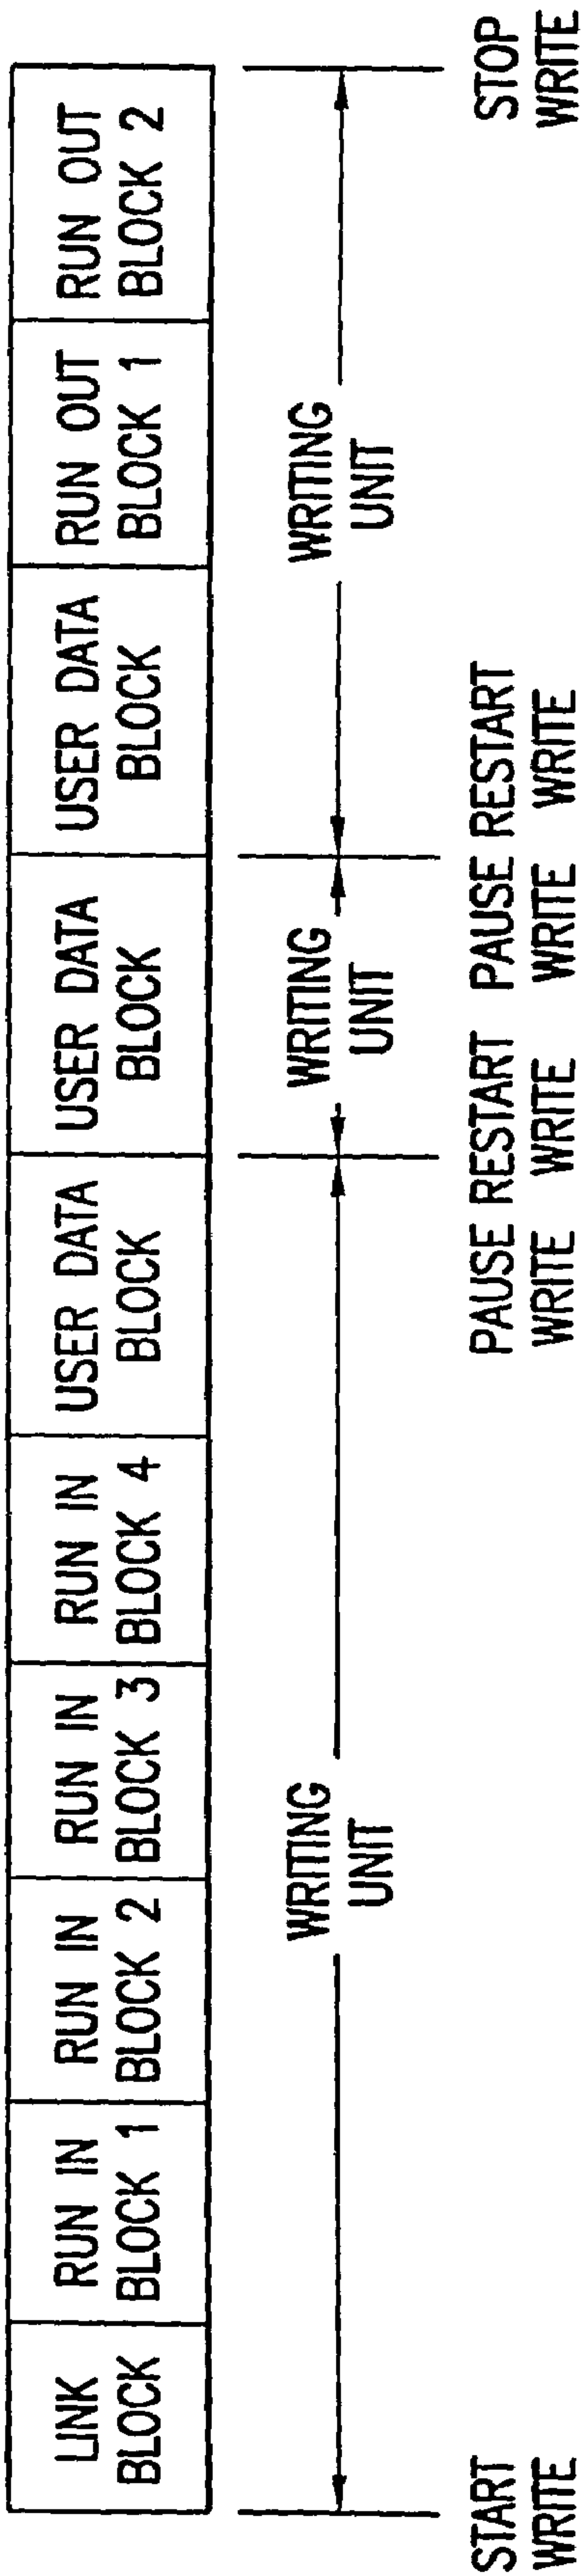 LINK
BLOCK
RUN IN
BLOCK 1
RUN IN
BLOCK 2
RUN IN
BLOCK 3
RUN IN
BLOCK 4
USER DATA
BLOCK
USER DATA
BLOCK
USER DATA
BLOCK
RUN OUT
BLOCK 1
RUN OUT
BLOCK 2
WRITING
UNIT
WRITING
UNIT
WRITING
UNIT
START
WRITE
PAUSE RESTART
WRITE WRITE
PAUSE RESTART
WRITE WRITE
STOP
WRITE